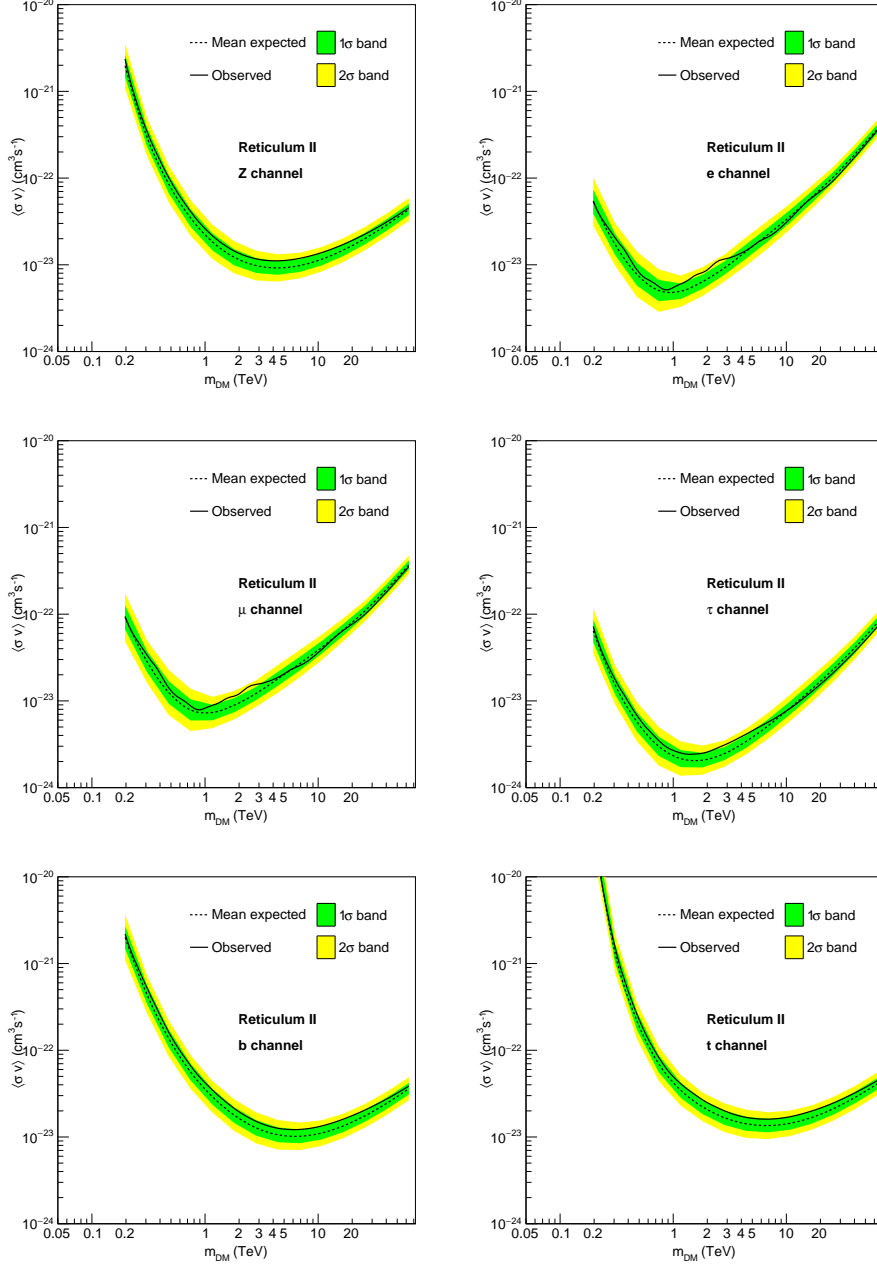 10⁻²⁰
10⁻²¹
10⁻²²
10⁻²³
10⁻²⁴
⟨σ v⟩ (cm³s⁻¹)
Mean expected 1σ band
Observed 2σ band
Reticulum II
Z channel
0.05 0.1 0.2 1 2 3 4 5 10 20
m_DM (TeV)
10⁻²⁰
10⁻²¹
10⁻²²
10⁻²³
10⁻²⁴
⟨σ v⟩ (cm³s⁻¹)
Mean expected 1σ band
Observed 2σ band
Reticulum II
e channel
0.05 0.1 0.2 1 2 3 4 5 10 20
m_DM (TeV)
10⁻²⁰
10⁻²¹
10⁻²²
10⁻²³
10⁻²⁴
⟨σ v⟩ (cm³s⁻¹)
Mean expected 1σ band
Observed 2σ band
Reticulum II
μ channel
0.05 0.1 0.2 1 2 3 4 5 10 20
m_DM (TeV)
10⁻²⁰
10⁻²¹
10⁻²²
10⁻²³
10⁻²⁴
⟨σ v⟩ (cm³s⁻¹)
Mean expected 1σ band
Observed 2σ band
Reticulum II
τ channel
0.05 0.1 0.2 1 2 3 4 5 10 20
m_DM (TeV)
10⁻²⁰
10⁻²¹
10⁻²²
10⁻²³
10⁻²⁴
⟨σ v⟩ (cm³s⁻¹)
Mean expected 1σ band
Observed 2σ band
Reticulum II
b channel
0.05 0.1 0.2 1 2 3 4 5 10 20
m_DM (TeV)
10⁻²⁰
10⁻²¹
10⁻²²
10⁻²³
10⁻²⁴
⟨σ v⟩ (cm³s⁻¹)
Mean expected 1σ band
Observed 2σ band
Reticulum II
t channel
0.05 0.1 0.2 1 2 3 4 5 10 20
m_DM (TeV)